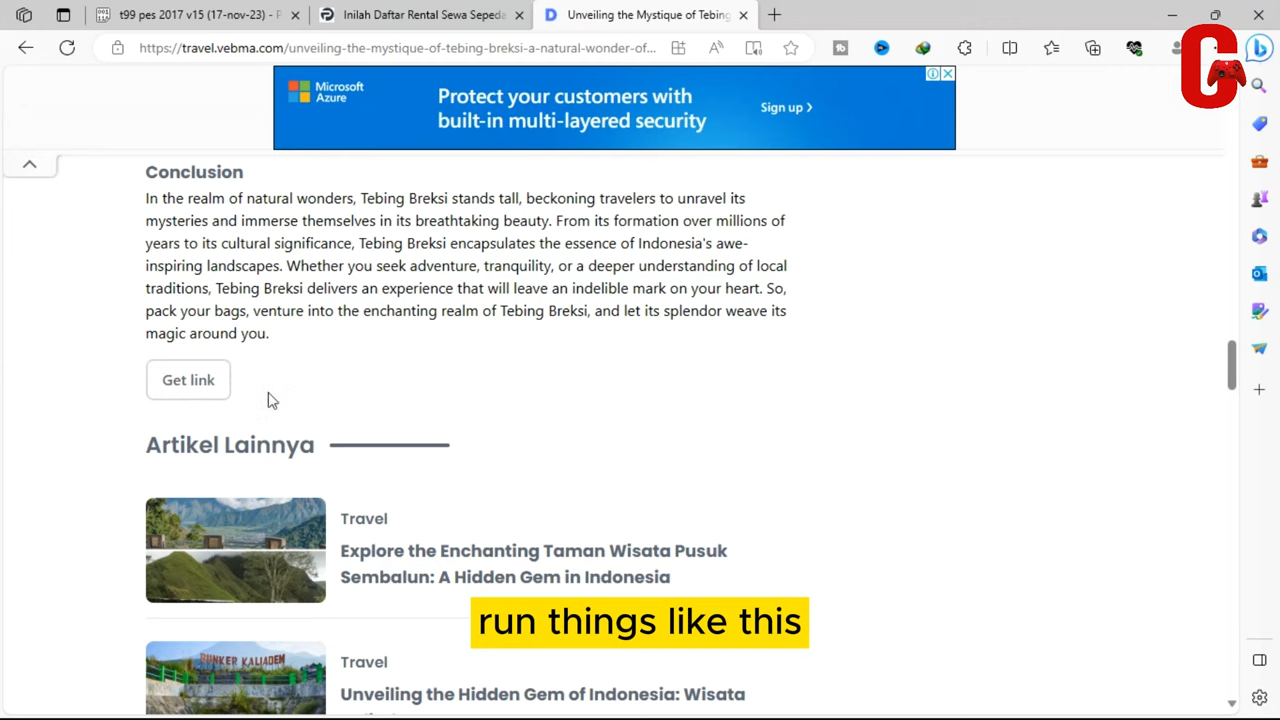 t99 pes 2017 v15 (17-nov-23) - P
Inilah Daftar Rental Sewa Sepeda
Unveiling the Mystique of Tebing
https://travel.vebma.com/unveiling-the-mystique-of-tebing-breksi-a-natural-wonder-of...
Microsoft
Azure
Protect your customers with
built-in multi-layered security
Sign up >
Conclusion
In the realm of natural wonders, Tebing Breksi stands tall, beckoning travelers to unravel its
mysteries and immerse themselves in its breathtaking beauty. From its formation over millions of
years to its cultural significance, Tebing Breksi encapsulates the essence of Indonesia's awe-
inspiring landscapes. Whether you seek adventure, tranquility, or a deeper understanding of local
traditions, Tebing Breksi delivers an experience that will leave an indelible mark on your heart. So,
pack your bags, venture into the enchanting realm of Tebing Breksi, and let its splendor weave its
magic around you.
Get link
Artikel Lainnya
Travel
Explore the Enchanting Taman Wisata Pusuk
Sembalun: A Hidden Gem in Indonesia
run things like this
BUNKER KALIADEM
Travel
Unveiling the Hidden Gem of Indonesia: Wisata